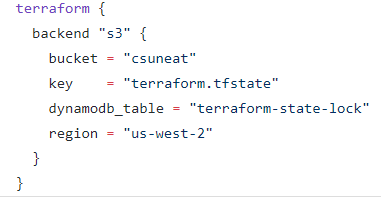 terraform {
  backend "s3" {
    bucket = "csuneat"
    key    = "terraform.tfstate"
    dynamodb_table = "terraform-state-lock"
    region = "us-west-2"
  }
}